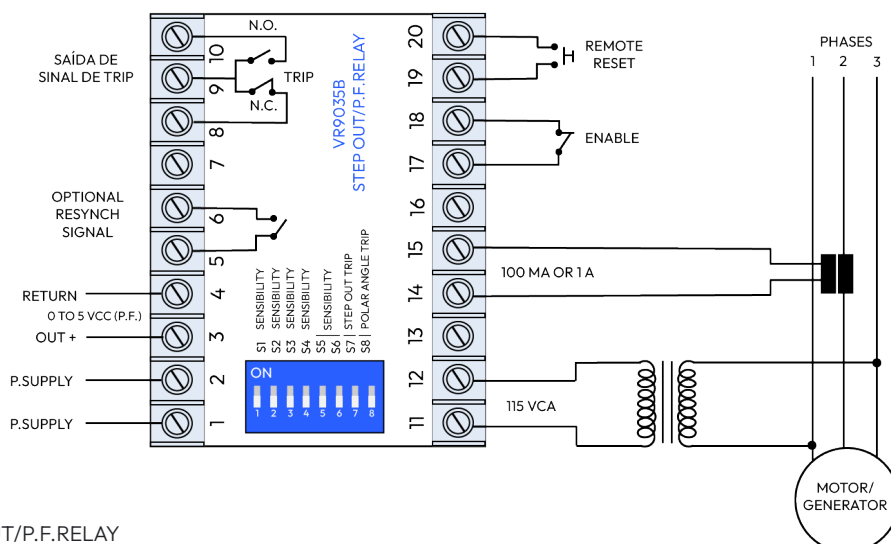 N.O.
SAÍDA DE
SINAL DE TRIP
TRIP
N.C.
10
9
8
7
6
5
4
3
2
1
OPTIONAL
RESYNCH
SIGNAL
RETURN
0 TO 5 VCC (P.F.)
OUT +
P.SUPPLY
P.SUPPLY
VR9035B
STEP OUT/P.F.RELAY
S1 SENSIBILITY
S2 SENSIBILITY
S3 SENSIBILITY
S4 SENSIBILITY
S5 SENSIBILITY
S6
S7 STEP OUT TRIP
S8 POLAR ANGLE TRIP
ON
1 2 3 4 5 6 7 8
20
19
18
17
16
15
14
13
12
11
REMOTE
RESET
ENABLE
100 MA OR 1 A
115 VCA
PHASES
1 2 3
MOTOR/
GENERATOR
T/P.F.RELAY